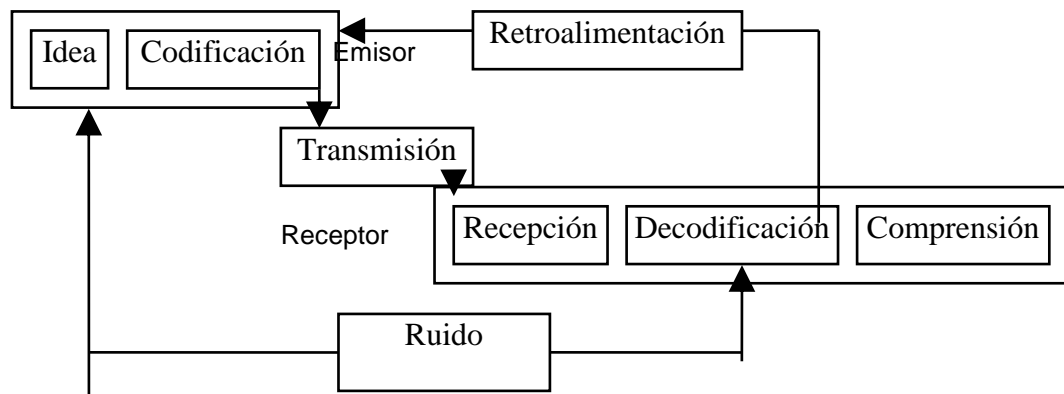 Idea
Codificación
Emisor
Retroalimentación
Transmisión
Receptor
Recepción
Decodificación
Comprensión
Ruido